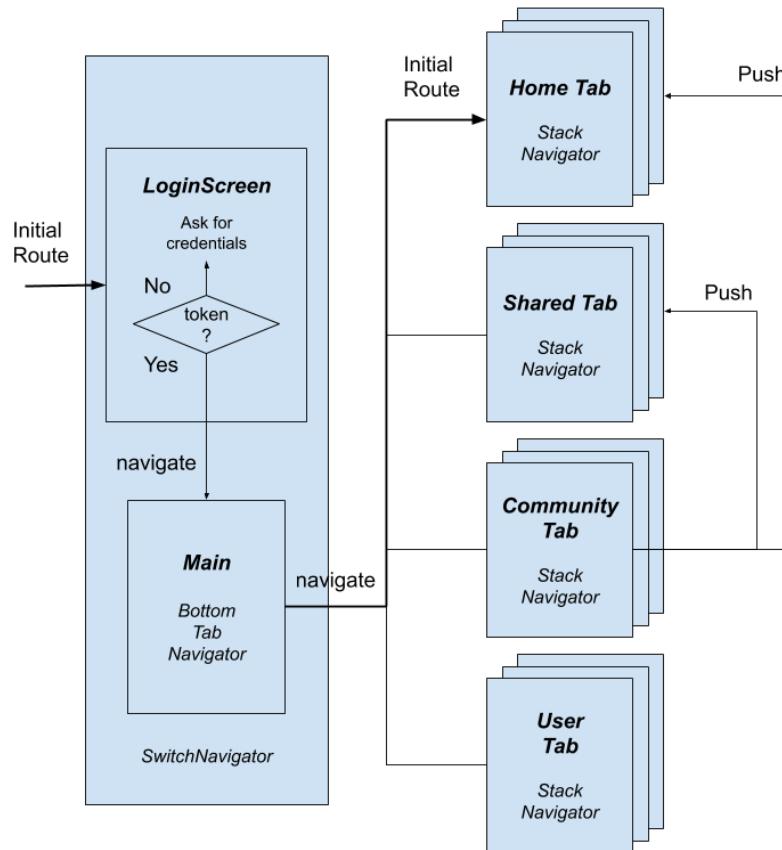 Initial
Route
LoginScreen
Ask for
credentials
No
token
?
Yes
navigate
Main
Bottom
Tab
Navigator
SwitchNavigator
navigate
Initial
Route
Home Tab
Stack
Navigator
Push
Shared Tab
Stack
Navigator
Push
Community
Tab
Stack
Navigator
User
Tab
Stack
Navigator